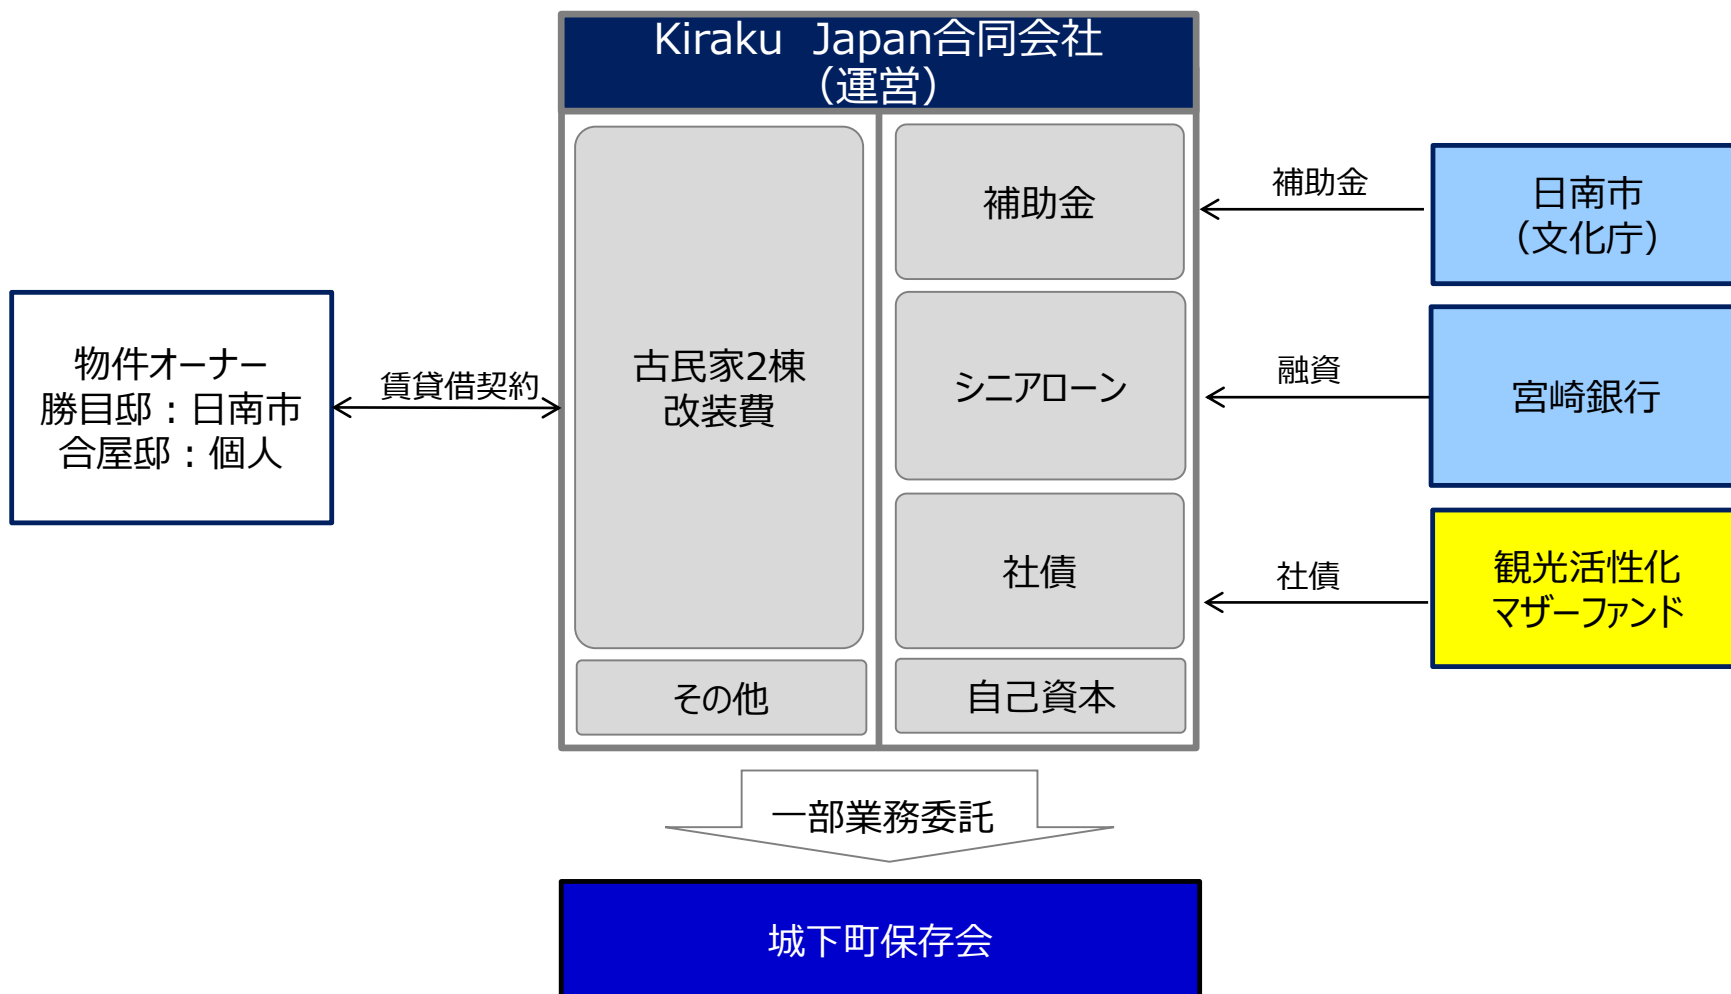 Kiraku Japan合同会社
（運営）
物件オーナー
勝目邸：日南市
合屋邸：個人
賃貸借契約
古民家2棟
改装費
その他
補助金
シニアローン
社債
自己資本
補助金
融資
社債
日南市
（文化庁）
宮崎銀行
観光活性化
マザーファンド
一部業務委託
城下町保存会